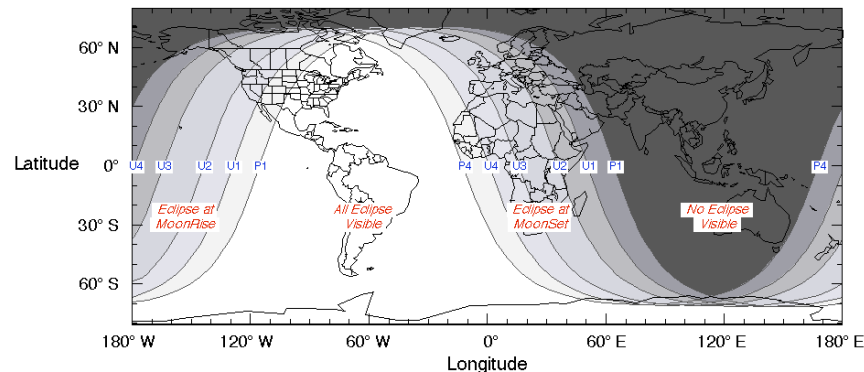 60° N
30° N
Latitude 0°
30° S
60° S
U4 U3 U2 U1 P1 P4 U4 U3 U2 U1 P1 P4
Eclipse at MoonRise
All Eclipse Visible
Eclipse at MoonSet
No Eclipse Visible
180° W 120° W 60° W 0° 60° E 120° E 180° E
Longitude